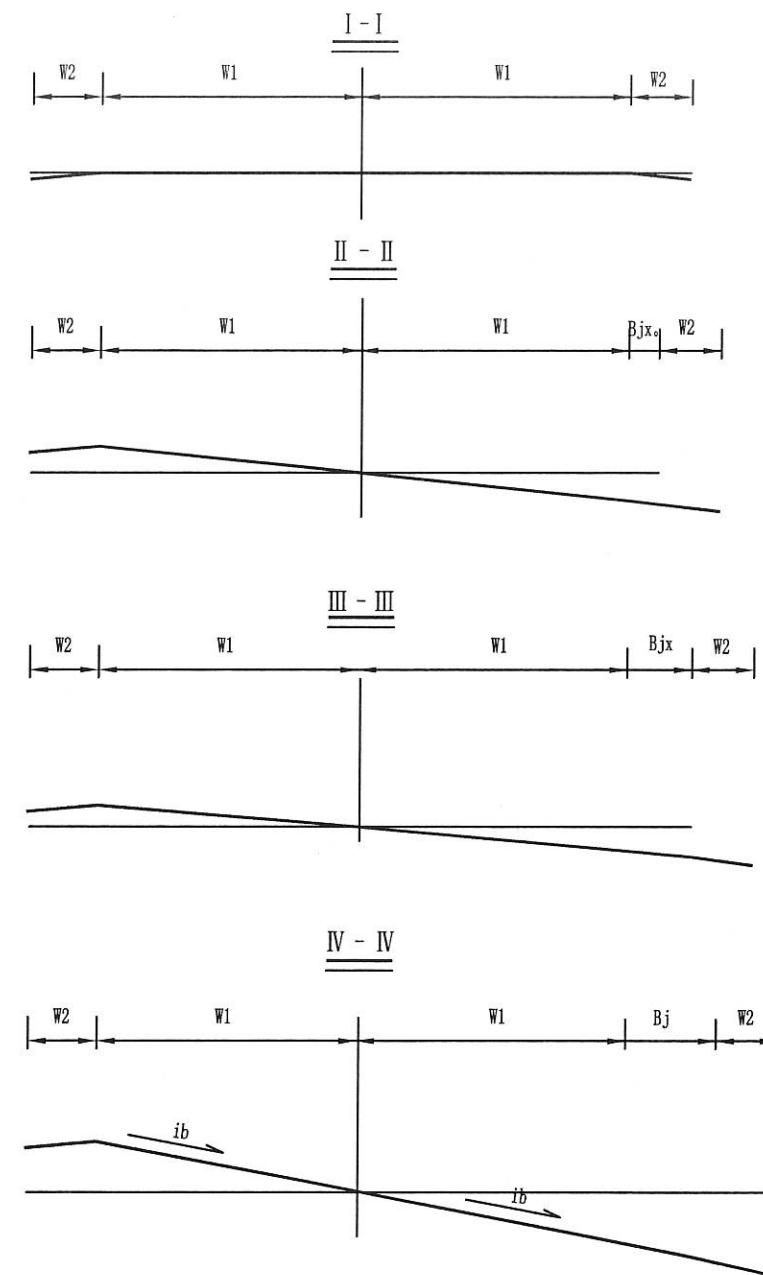 I - I
W2 W1 W1 W2
II - II
W2 W1 W1 Bjx。 W2
III - III
W2 W1 W1 Bjx W2
IV - IV
W2 W1 W1 Bj W2
ib
ib